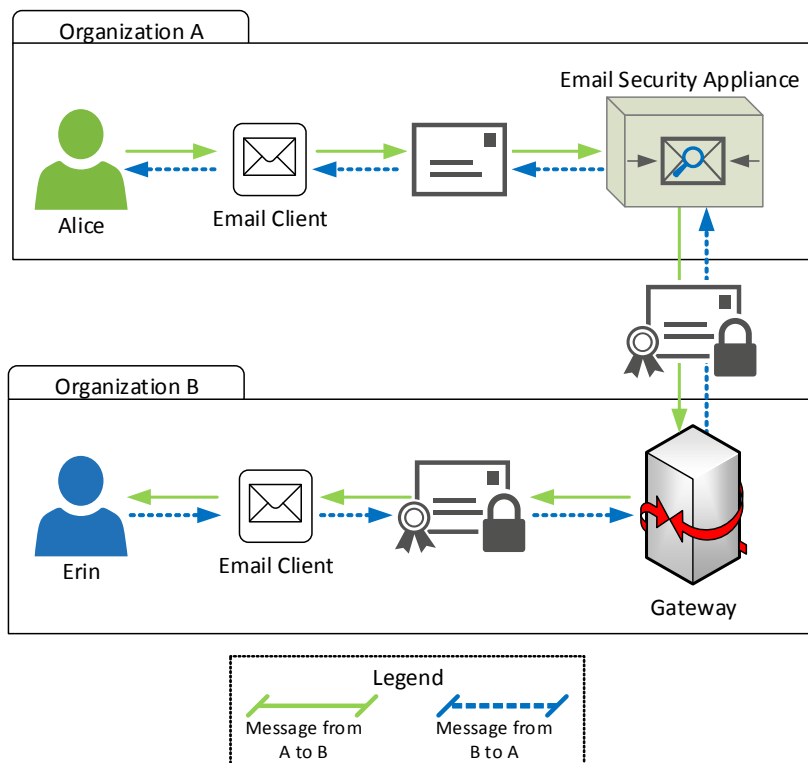 Organization A
Email Security Appliance
Alice
Email Client
Organization B
Erin
Email Client
Gateway
Legend
Message from
A to B
Message from
B to A